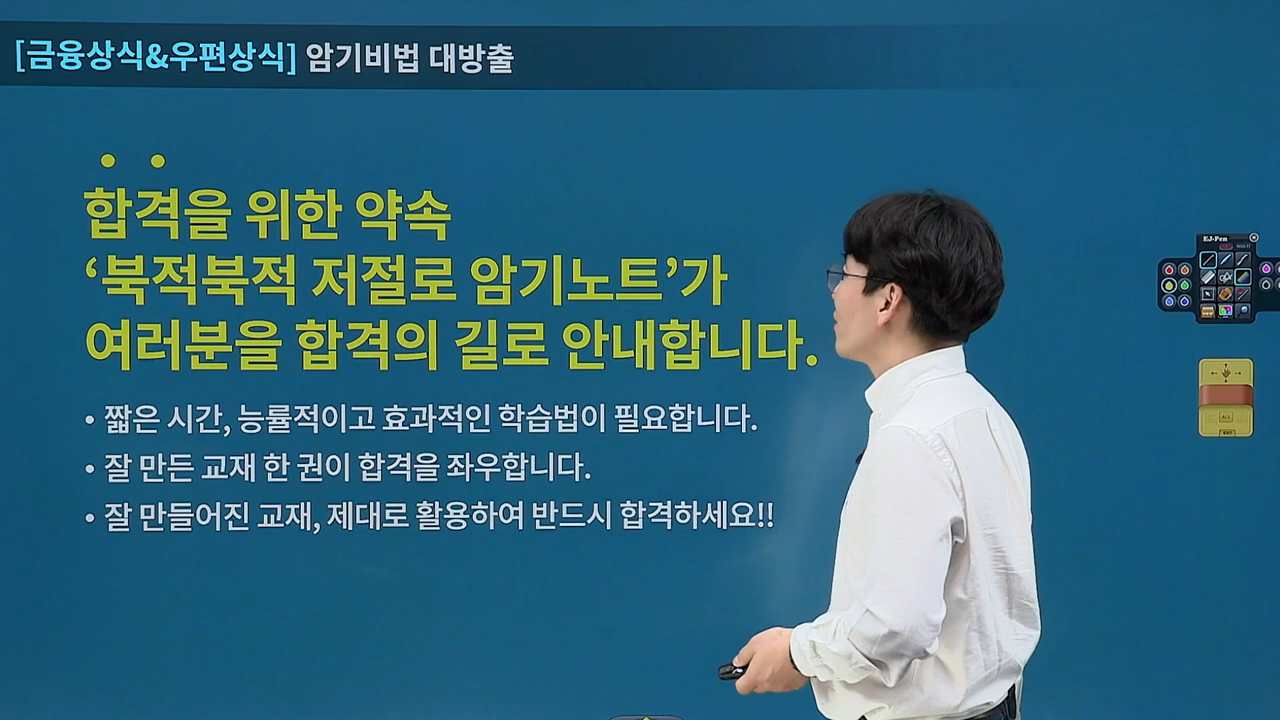 [금융상식&우편상식] 암기비법 대방출
합격을 위한 약속
‘북적북적 저절로 암기노트’가
여러분을 합격의 길로 안내합니다.
• 짧은 시간, 능률적이고 효과적인 학습법이 필요합니다.
• 잘 만든 교재 한 권이 합격을 좌우합니다.
• 잘 만들어진 교재, 제대로 활용하여 반드시 합격하세요!!
EJ-Pen
ALL
EXIT